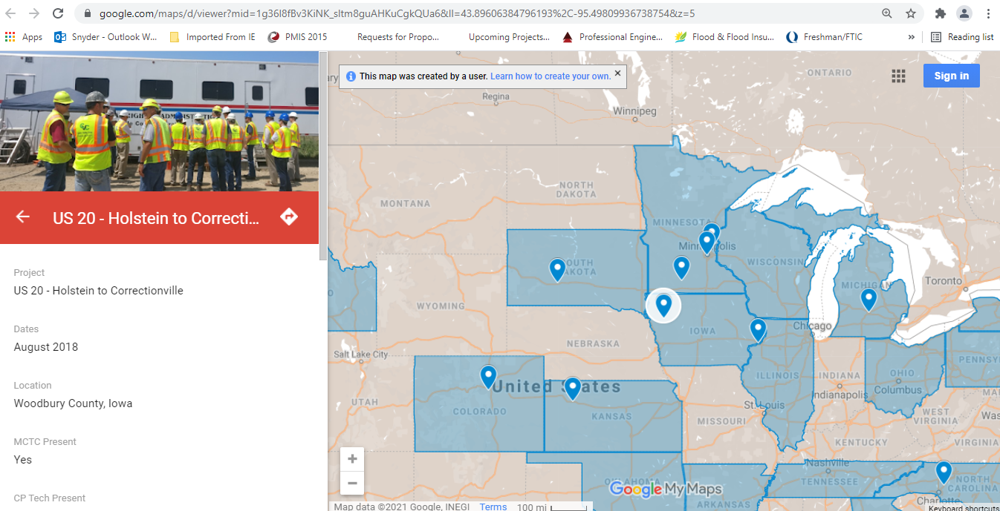 google.com/maps/d/viewer?mid=1g36I8fBv3KiNK_sItm8guAHKuCgkQUa6&ll=43.89606384796193%2C-95.49809936738754&z=5
Apps Snyder - Outlook W... Imported From IE PMIS 2015 Requests for Propo... Upcoming Projects... Professional Engine... Flood & Flood Insu... Freshman/FTIC » Reading list
This map was created by a user. Learn how to create your own.
Sign in
US 20 - Holstein to Correcti...
Project
US 20 - Holstein to Correctionville
Dates
August 2018
Location
Woodbury County, Iowa
MCTC Present
Yes
CP Tech Present
ONTARIO
Regina
Winnipeg
NORTH
DAKOTA
MONTANA
MINNESOTA
WISCONSIN
Toronto
MICHIGAN
WYOMING
Chicago
IOWA
NEBRASKA
Salt Lake City
PENNSY
ILLINOIS
INDIANA
OHIO
Columbus
United States
Indianapolis
UTAH
COLORADO
KANSAS
St. Louis
MISSOURI
WEST
VIRGINIA
Was
KENTUCKY
VIRGINIA
Nashville
TENNESSEE
NORTH
CAROLINA
OKLAHOMA
ARKANSAS
Charlotte
Google My Maps
Map data ©2021 Google, INEGI Terms 100 mi
Keyboard shortcuts